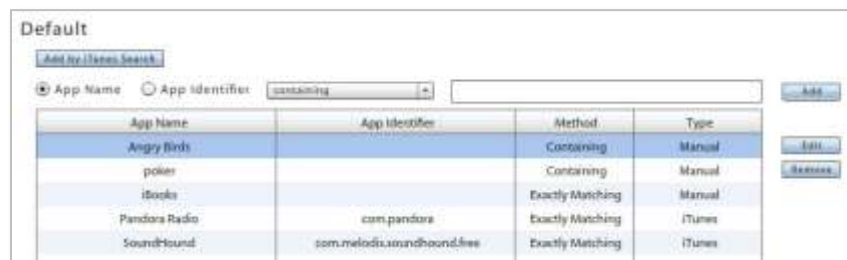 Default
Add by iTunes Search
App Name App Identifier containing Add
App Name App Identifier Method Type
Angry Birds Containing Manual Edit
poker Containing Manual Remove
iBooks Exactly Matching Manual
Pandora Radio com.pandora Exactly Matching iTunes
SoundHound com.melodis.soundhound.free Exactly Matching iTunes